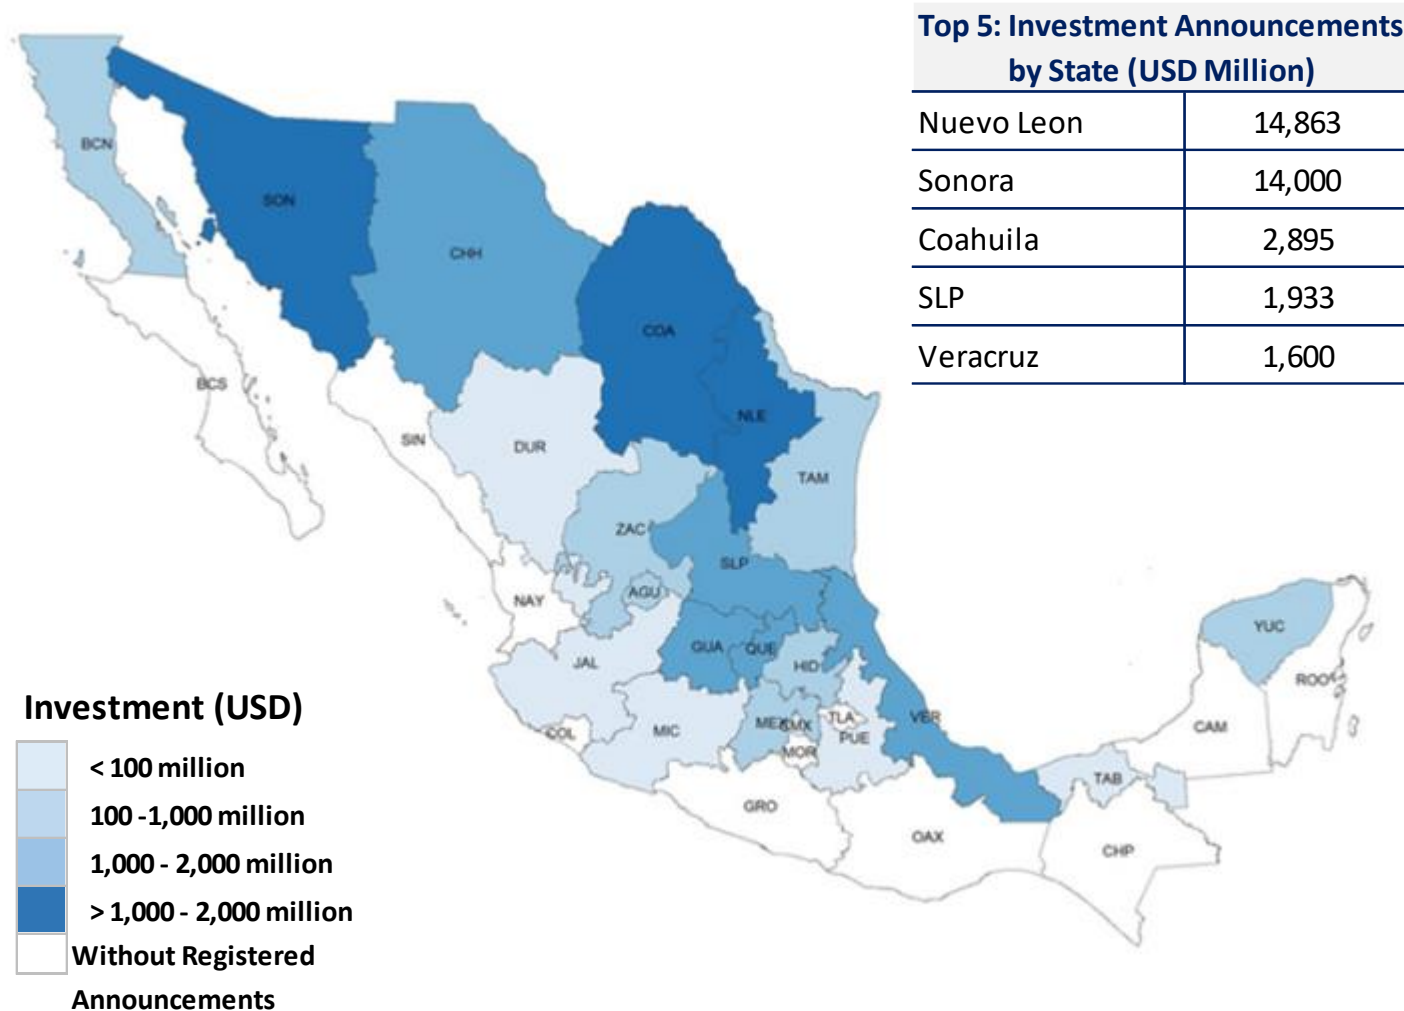 Top 5: Investment Announcements
by State (USD Million)
Nuevo Leon 14,863
Sonora 14,000
Coahuila 2,895
SLP 1,933
Veracruz 1,600
BCN
SON
CHH
CDA
BCS
NLE
SIN
DUR
TAM
ZAC
SLP
AGU
NAY
YUC
GUA
QUE
JAL
HID
ROO
MIC
MEX
CMX
TLA
VER
CAM
COL
PUE
MOR
TAB
GRO
OAX
CHP
Investment (USD)
< 100 million
100 -1,000 million
1,000 - 2,000 million
> 1,000 - 2,000 million
Without Registered
Announcements